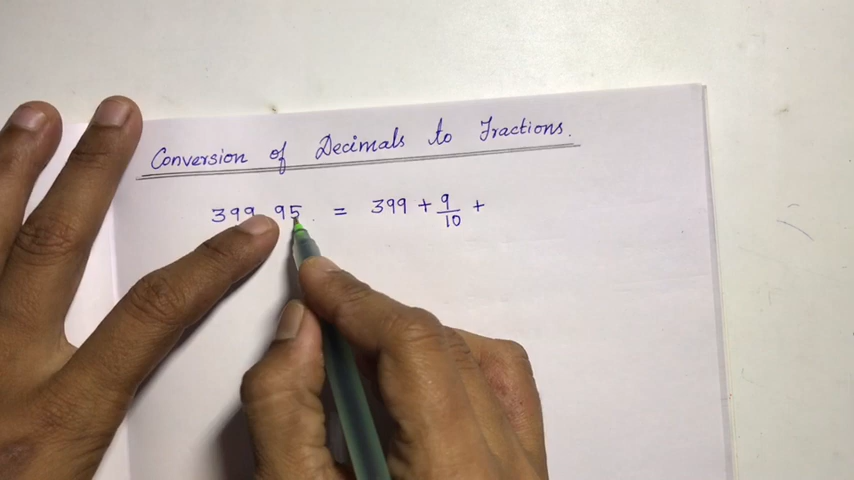 Conversion of Decimals to Fractions.
399 95 = 399 + 9/10 +